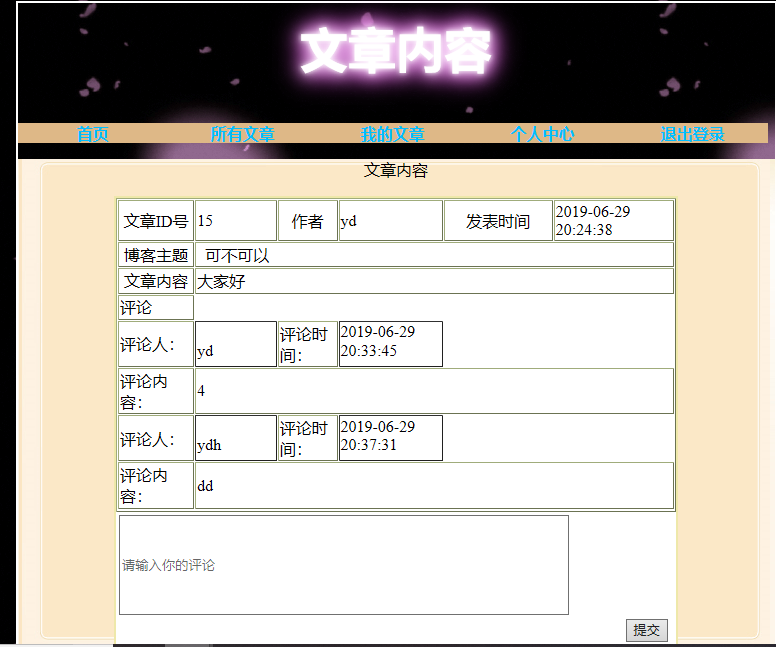 文章内容
首页 所有文章 我的文章 个人中心 退出登录
文章内容
文章ID号 15 作者 yd 发表时间 2019-06-29
20:24:38
博客主题 可不可以
文章内容 大家好
评论
评论人： yd 评论时间： 2019-06-29
20:33:45
评论内容： 4
评论人： ydh 评论时间： 2019-06-29
20:37:31
评论内容： dd
请输入你的评论
提交